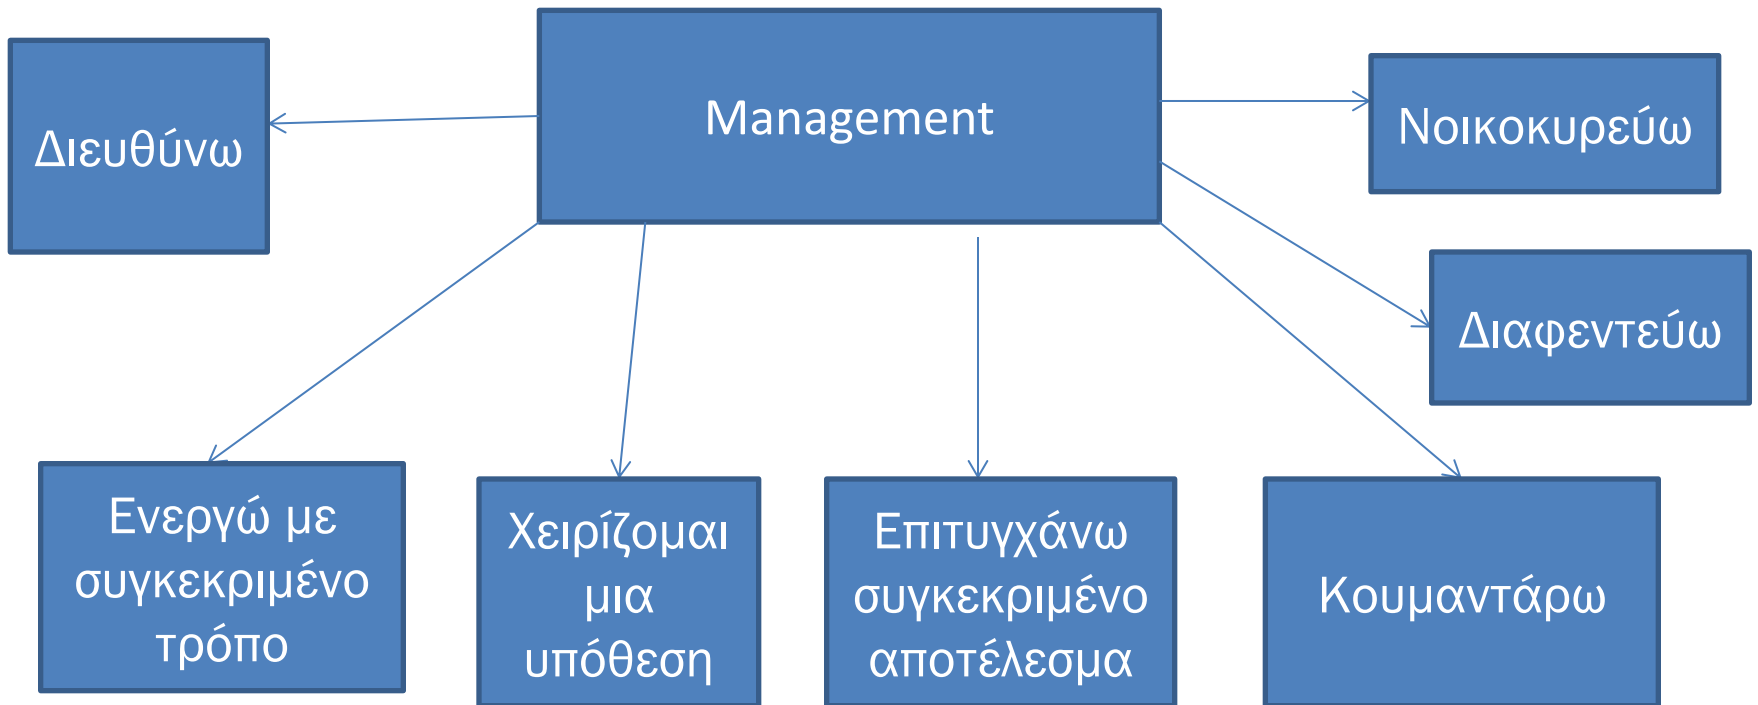 Management
Διευθύνω
Νοικοκυρεύω
Διαφεντεύω
Ενεργώ με
συγκεκριμένο
τρόπο
Χειρίζομαι
μια
υπόθεση
Επιτυγχάνω
συγκεκριμένο
αποτέλεσμα
Κουμαντάρω